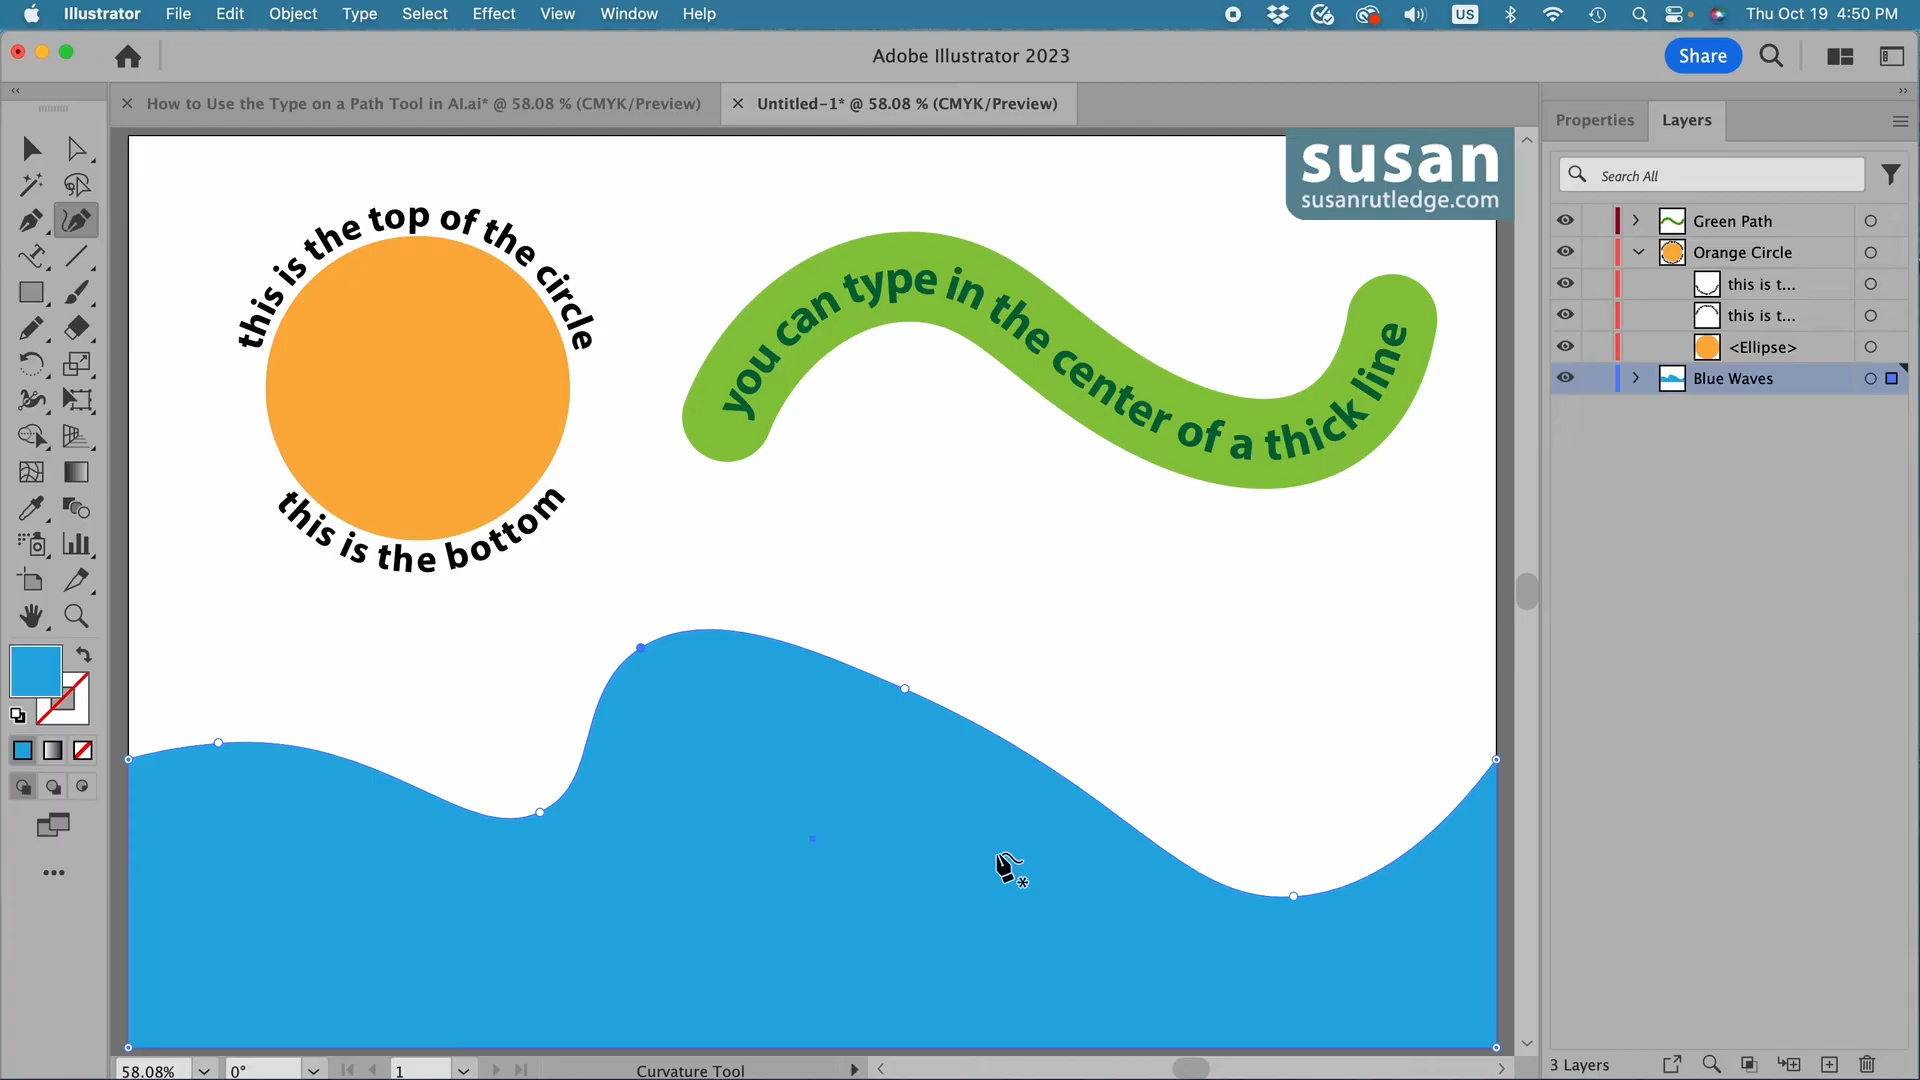 Illustrator File Edit Object Type Select Effect View Window Help US Thu Oct 19 4:50 PM
Adobe Illustrator 2023
Share
How to Use the Type on a Path Tool in AI.ai* @ 58.08 % (CMYK/Preview)
Untitled-1* @ 58.08 % (CMYK/Preview)
Properties Layers
susan
susanrutledge.com
Search All
Green Path
Orange Circle
this is t...
this is t...
<Ellipse>
Blue Waves
this is the top of the circle
this is the bottom
you can type in the center of a thick line
58.08% 0° 1 Curvature Tool
3 Layers